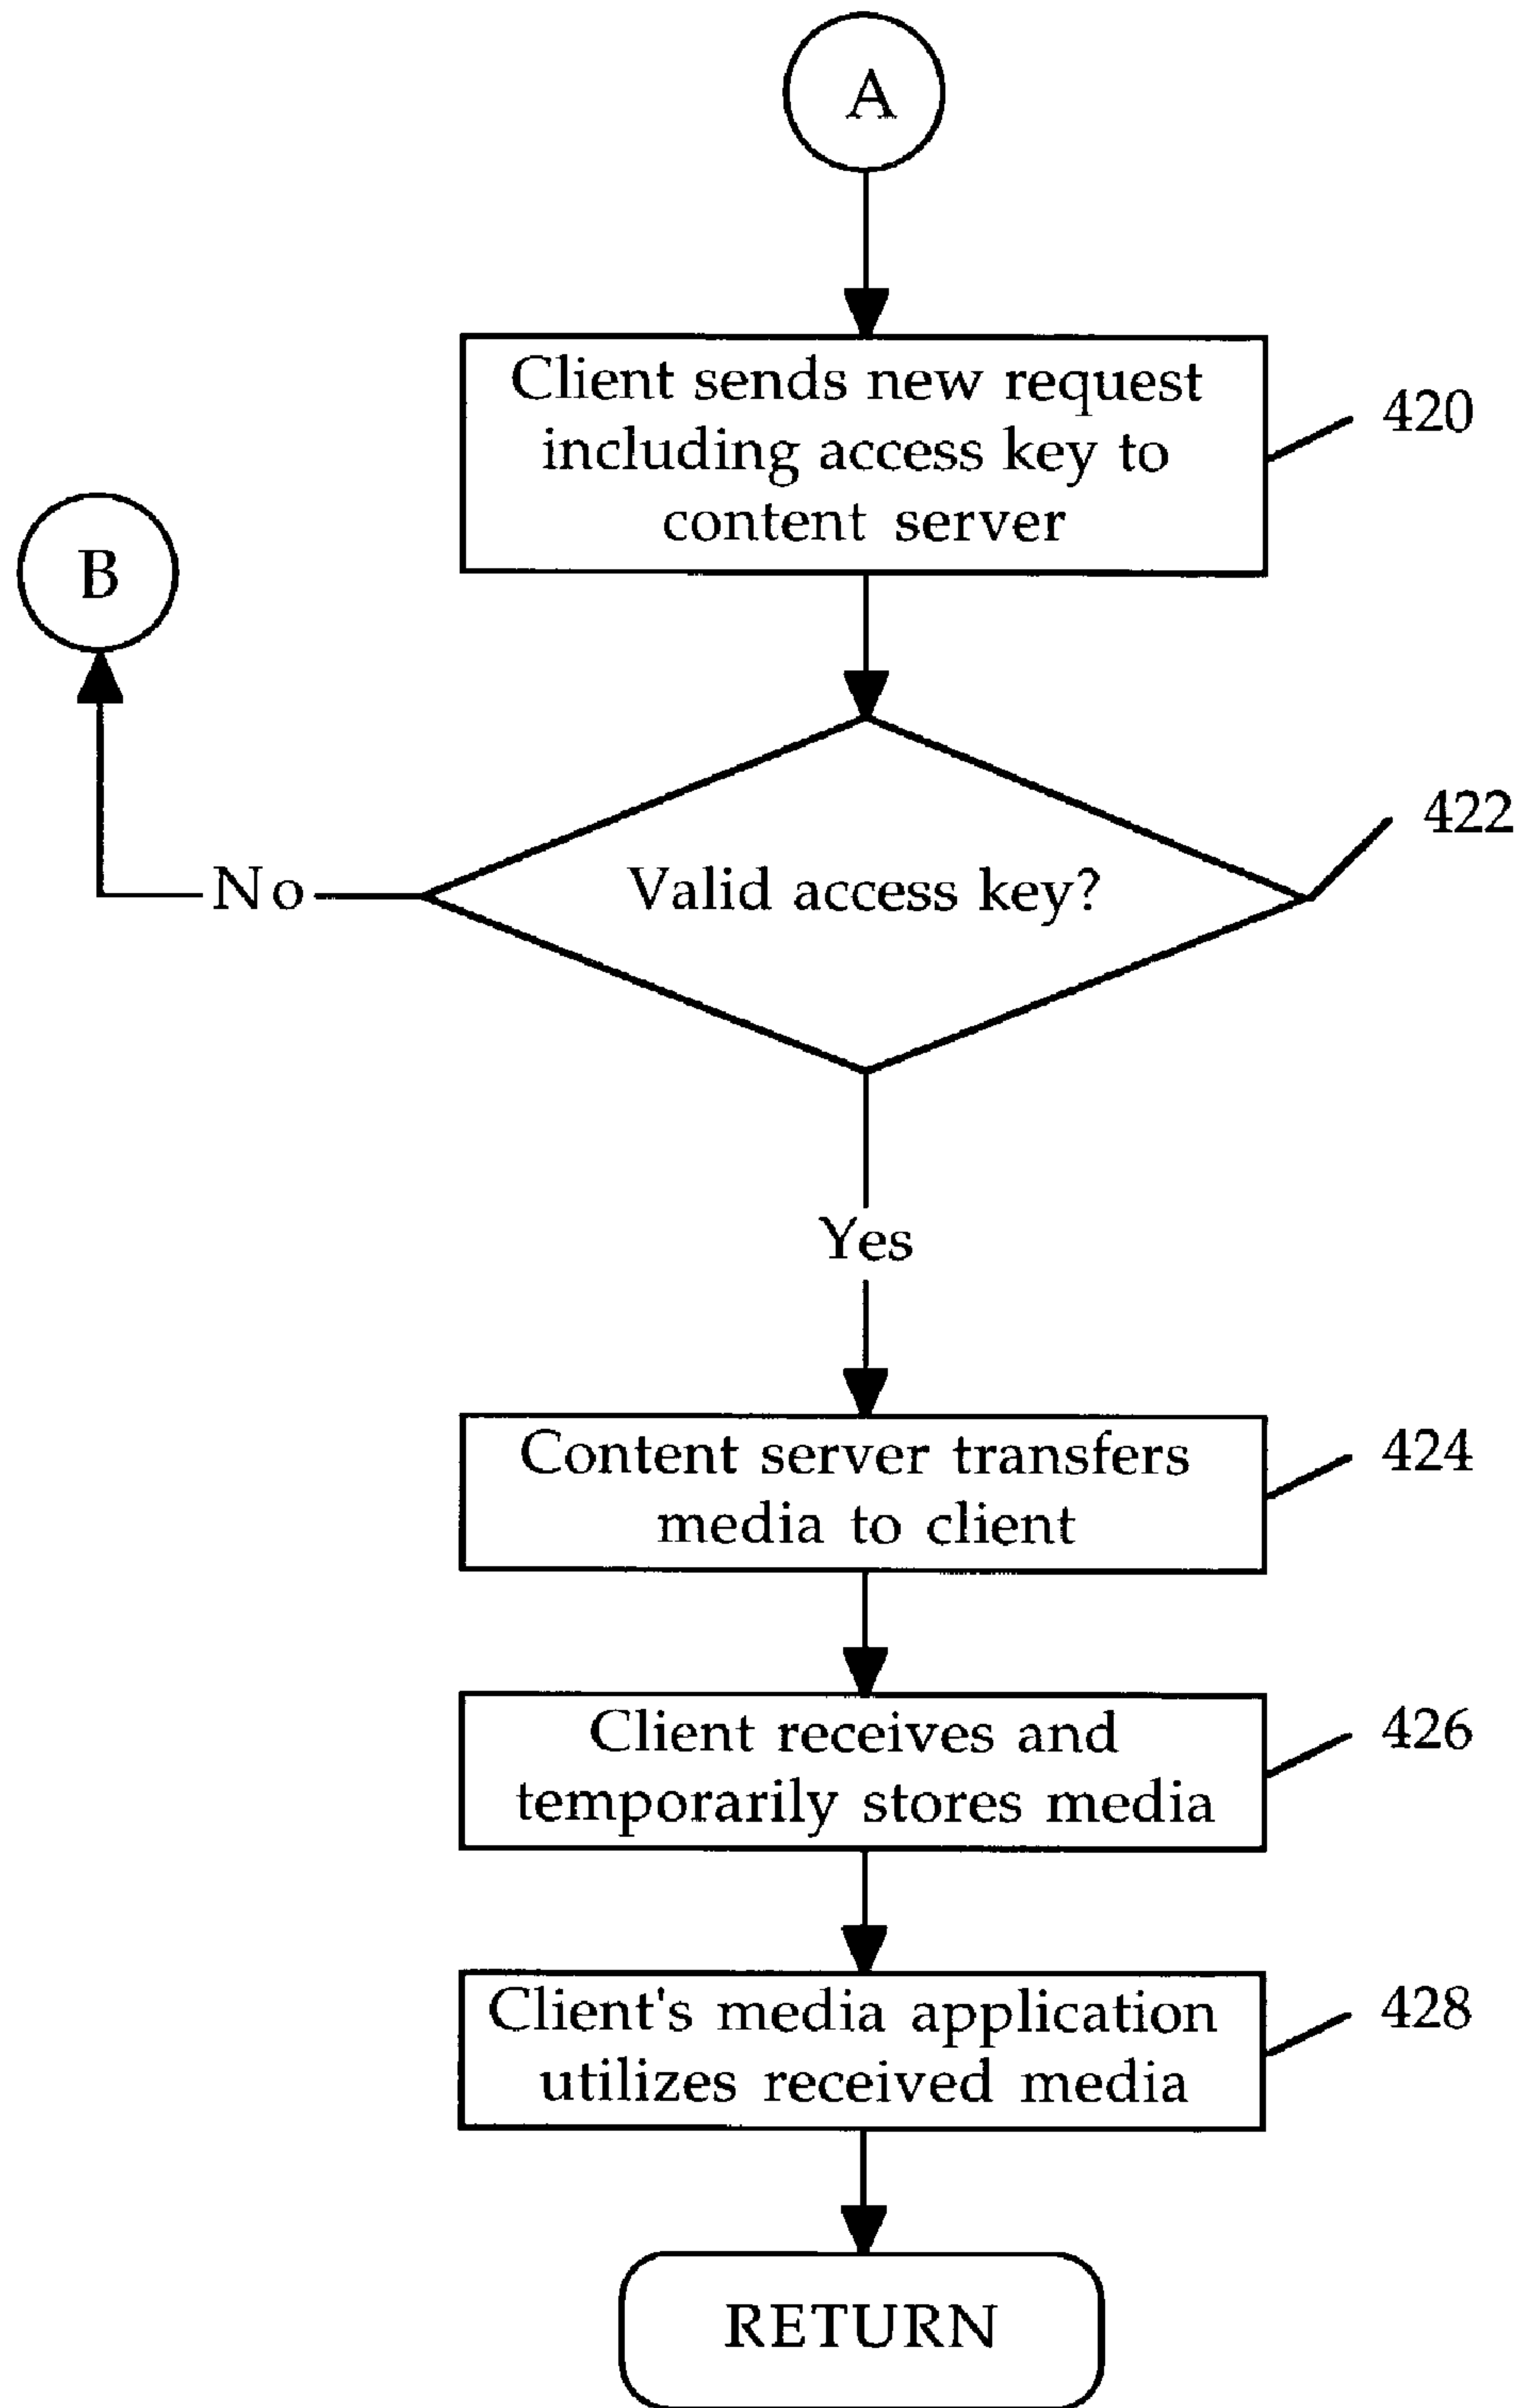 A
Client sends new request
including access key to
content server
420
B
422
Valid access key?
No
Yes
Content server transfers
media to client
424
Client receives and
temporarily stores media
426
Client's media application
utilizes received media
428
RETURN